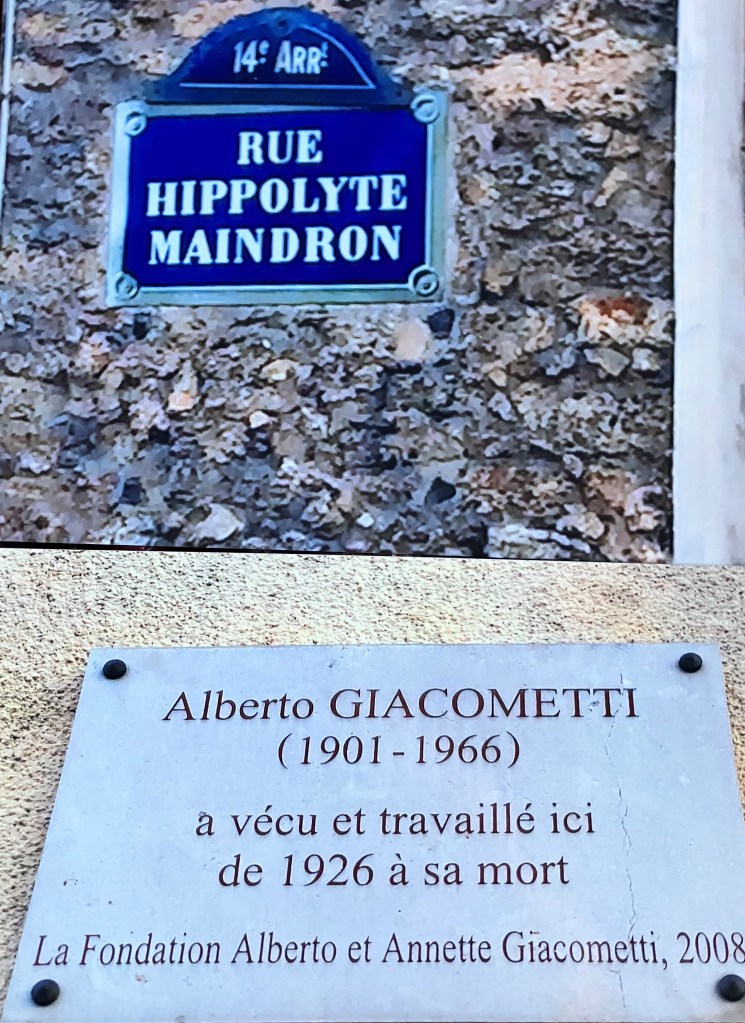 14e ARRt
RUE
HIPPOLYTE
MAINDRON
Alberto GIACOMETTI
(1901-1966)
a vécu et travaillé ici
de 1926 à sa mort
La Fondation Alberto et Annette Giacometti, 2008